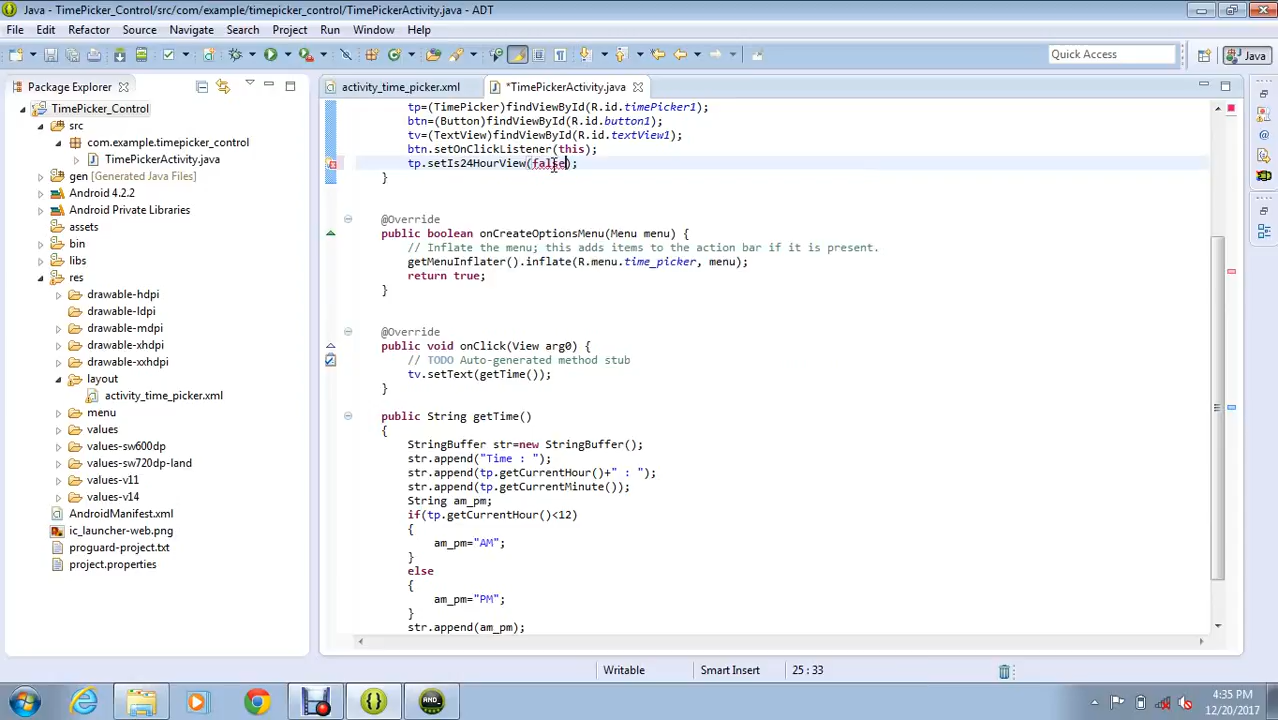 Java - TimePicker_Control/src/com/example/timepicker_control/TimePickerActivity.java - ADT
File Edit Refactor Source Navigate Search Project Run Window Help
Quick Access
Java
Package Explorer
activity_time_picker.xml
*TimePickerActivity.java
TimePicker_Control
src
com.example.timepicker_control
TimePickerActivity.java
gen [Generated Java Files]
Android 4.2.2
Android Private Libraries
assets
bin
libs
res
drawable-hdpi
drawable-ldpi
drawable-mdpi
drawable-xhdpi
drawable-xxhdpi
layout
activity_time_picker.xml
menu
values
values-sw600dp
values-sw720dp-land
values-v11
values-v14
AndroidManifest.xml
ic_launcher-web.png
proguard-project.txt
project.properties
tp=(TimePicker)findViewById(R.id.timePicker1);
btn=(Button)findViewById(R.id.button1);
tv=(TextView)findViewById(R.id.textView1);
btn.setOnClickListener(this);
tp.setIs24HourView(false);
}
@Override
public boolean onCreateOptionsMenu(Menu menu) {
// Inflate the menu; this adds items to the action bar if it is present.
getMenuInflater().inflate(R.menu.time_picker, menu);
return true;
}
@Override
public void onClick(View arg0) {
// TODO Auto-generated method stub
tv.setText(getTime());
}
public String getTime()
{
StringBuffer str=new StringBuffer();
str.append("Time : ");
str.append(tp.getCurrentHour()+" : ");
str.append(tp.getCurrentMinute());
String am_pm;
if(tp.getCurrentHour()<12)
{
am_pm="AM";
}
else
{
am_pm="PM";
}
str.append(am_pm);
Writable
Smart Insert
25 : 33
4:35 PM
12/20/2017